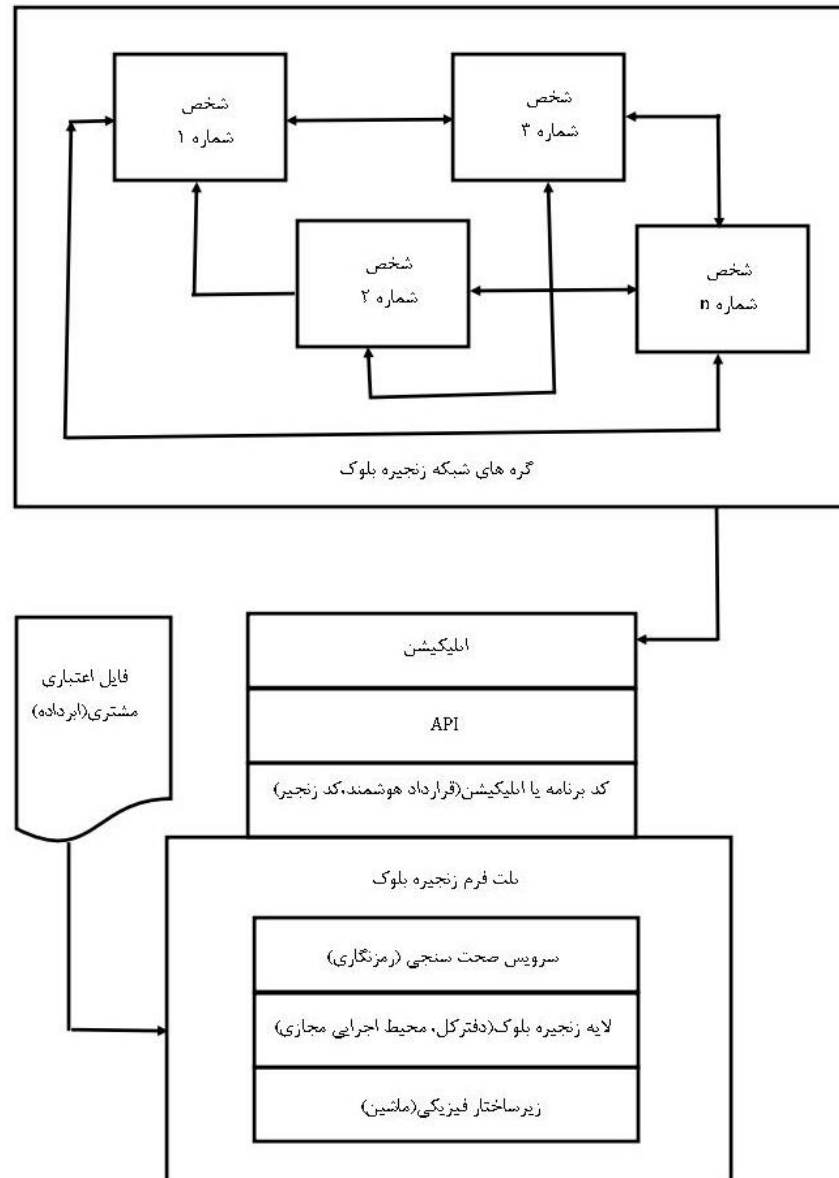 شخص
شماره ۱
شخص
شماره ۳
شخص
شماره ۲
شخص
شماره n
گره های شبکه زنجیره بلوک
اپلیکیشن
فایل اعتباری
مشتری(ابرداده)
API
کد برنامه یا اپلیکیشن(قرارداد هوشمند،کد زنجیر)
پلت فرم زنجیره بلوک
سرویس صحت سنجی (رمزنگاری)
لایه زنجیره بلوک(دفترکل، محیط اجرایی مجازی)
زیرساختار فیزیکی(ماشین)